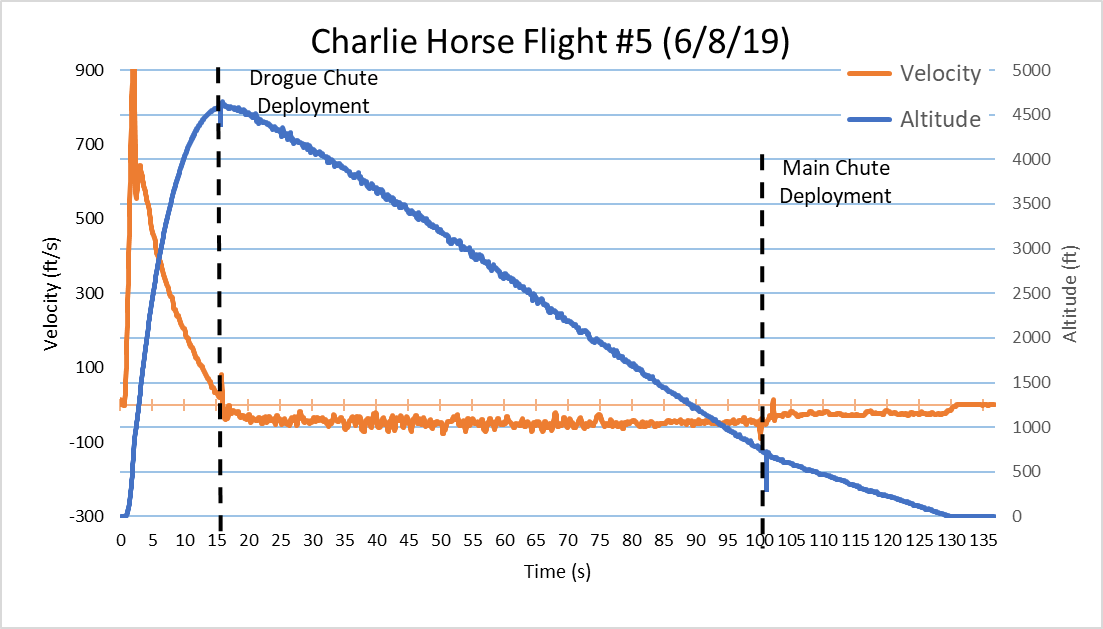 Charlie Horse Flight #5 (6/8/19)
Velocity
Altitude
Drogue Chute
Deployment
Main Chute
Deployment
Velocity (ft/s)
900
700
500
300
100
-100
-300
Altitude (ft)
5000
4500
4000
3500
3000
2500
2000
1500
1000
500
0
0 5 10 15 20 25 30 35 40 45 50 55 60 65 70 75 80 85 90 95 100 105 110 115 120 125 130 135
Time (s)